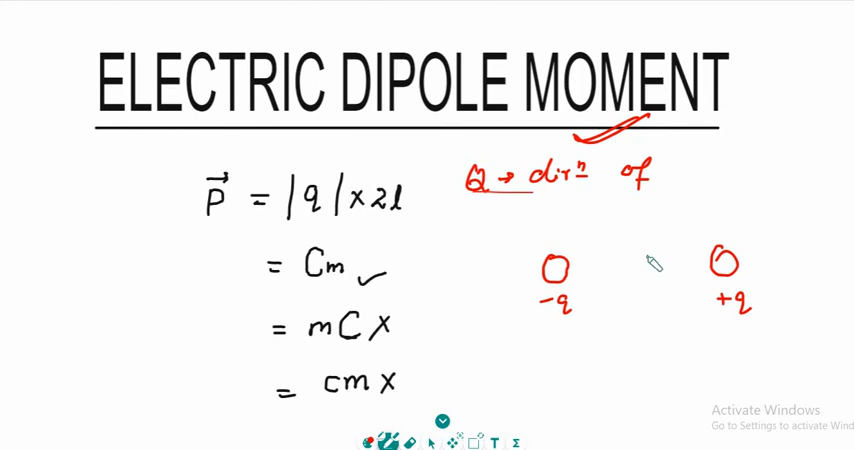 ELECTRIC DIPOLE MOMENT
P⃗ = |q| × 2l
= Cm ✓
= mC X
= cm X
Q → dirⁿ of
-q
+q
Activate Windows
Go to Settings to activate Wind